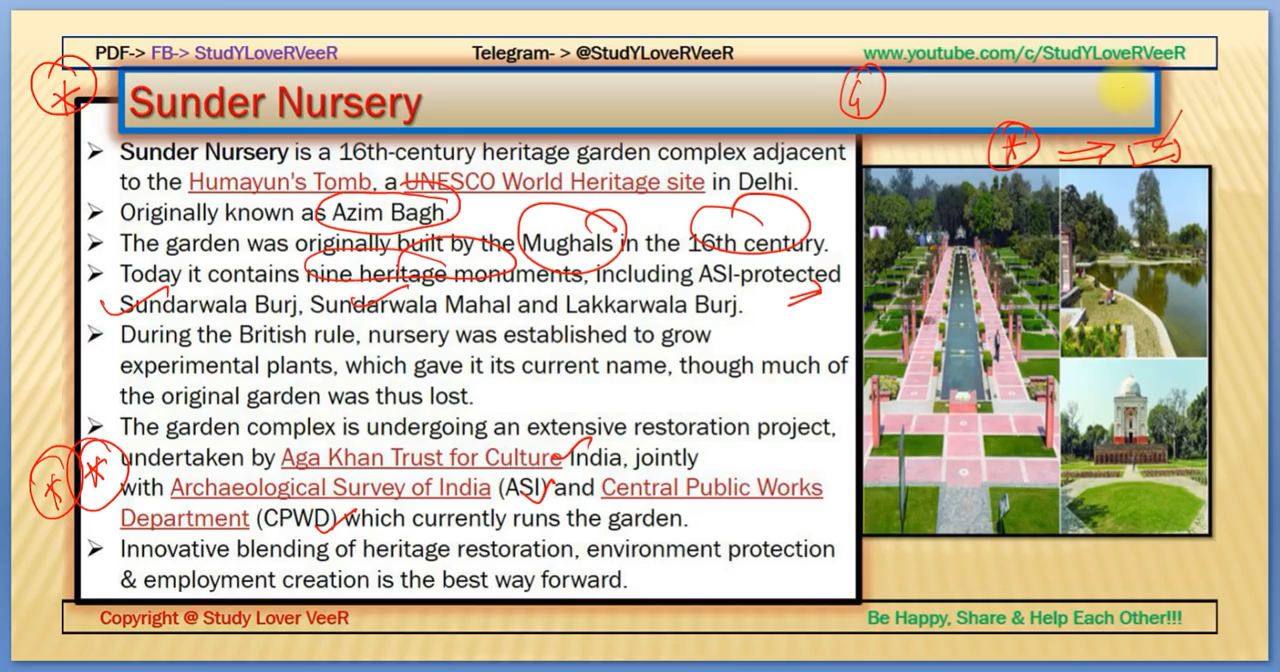 PDF-> FB-> StudYLoveRVeeR Telegram- > @StudYLoveRVeeR www.youtube.com/c/StudYLoveRVeeR
Sunder Nursery
➤ Sunder Nursery is a 16th-century heritage garden complex adjacent
to the Humayun's Tomb, a UNESCO World Heritage site in Delhi.
➤ Originally known as Azim Bagh.
➤ The garden was originally built by the Mughals in the 16th century.
➤ Today it contains nine heritage monuments, including ASI-protected
Sundarwala Burj, Sundarwala Mahal and Lakkarwala Burj.
➤ During the British rule, nursery was established to grow
experimental plants, which gave it its current name, though much of
the original garden was thus lost.
➤ The garden complex is undergoing an extensive restoration project,
undertaken by Aga Khan Trust for Culture India, jointly
with Archaeological Survey of India (ASI) and Central Public Works
Department (CPWD) which currently runs the garden.
➤ Innovative blending of heritage restoration, environment protection
& employment creation is the best way forward.
Copyright @ Study Lover VeeR Be Happy, Share & Help Each Other!!!